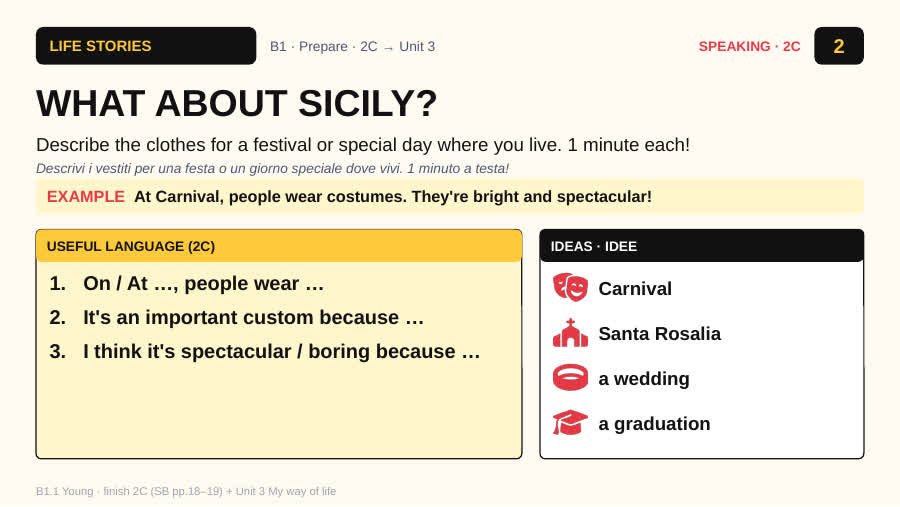 LIFE STORIES
B1 · Prepare · 2C → Unit 3
SPEAKING · 2C
2
WHAT ABOUT SICILY?
Describe the clothes for a festival or special day where you live. 1 minute each!
Descrivi i vestiti per una festa o un giorno speciale dove vivi. 1 minuto a testa!
EXAMPLE At Carnival, people wear costumes. They're bright and spectacular!
USEFUL LANGUAGE (2C)
1. On / At …, people wear …
2. It's an important custom because …
3. I think it's spectacular / boring because …
IDEAS · IDEE
Carnival
Santa Rosalia
a wedding
a graduation
B1.1 Young · finish 2C (SB pp.18–19) + Unit 3 My way of life